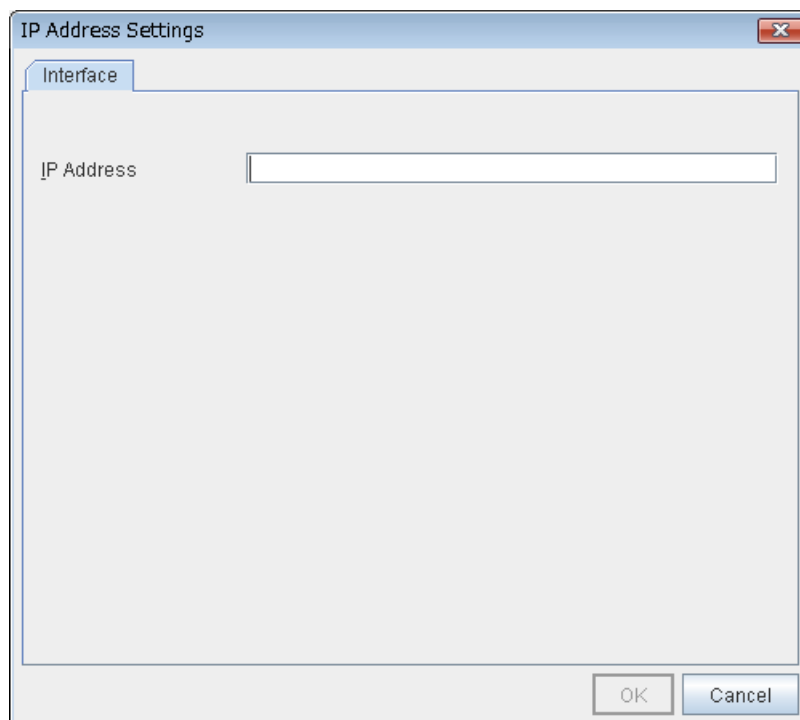 IP Address Settings
Interface
IP Address
OK
Cancel